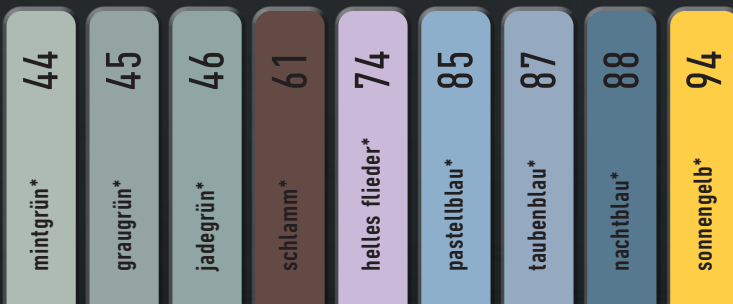 44
mintgrün*
45
graugrün*
46
jadegrün*
61
schlamm*
74
helles flieder*
85
pastellblau*
87
taubenblau*
88
nachtblau*
94
sonnengelb*